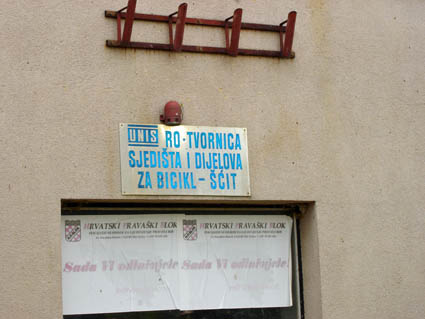 UNIS RO-TVORNICA
SJEDIŠTA I DIJELOVA
ZA BICIKL-ŠĆIT
HRVATSKI PRAVAŠKI BLOK HRVATSKI PRAVAŠKI BLOK
Sada VI odlučujete! Sada VI odlučujete!